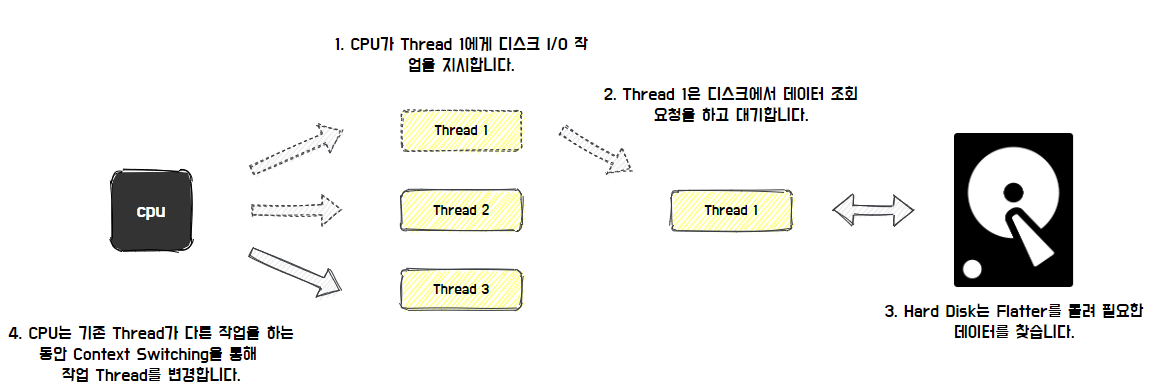 1. CPU가 Thread 1에게 디스크 I/O 작
업을 지시합니다.
2. Thread 1은 디스크에서 데이터 조회
요청을 하고 대기합니다.
Thread 1
cpu
Thread 2
Thread 1
Thread 3
3. Hard Disk는 Flatter를 돌려 필요한
데이터를 찾습니다.
4. CPU는 기존 Thread가 다른 작업을 하는
동안 Context Switching을 통해
작업 Thread를 변경합니다.